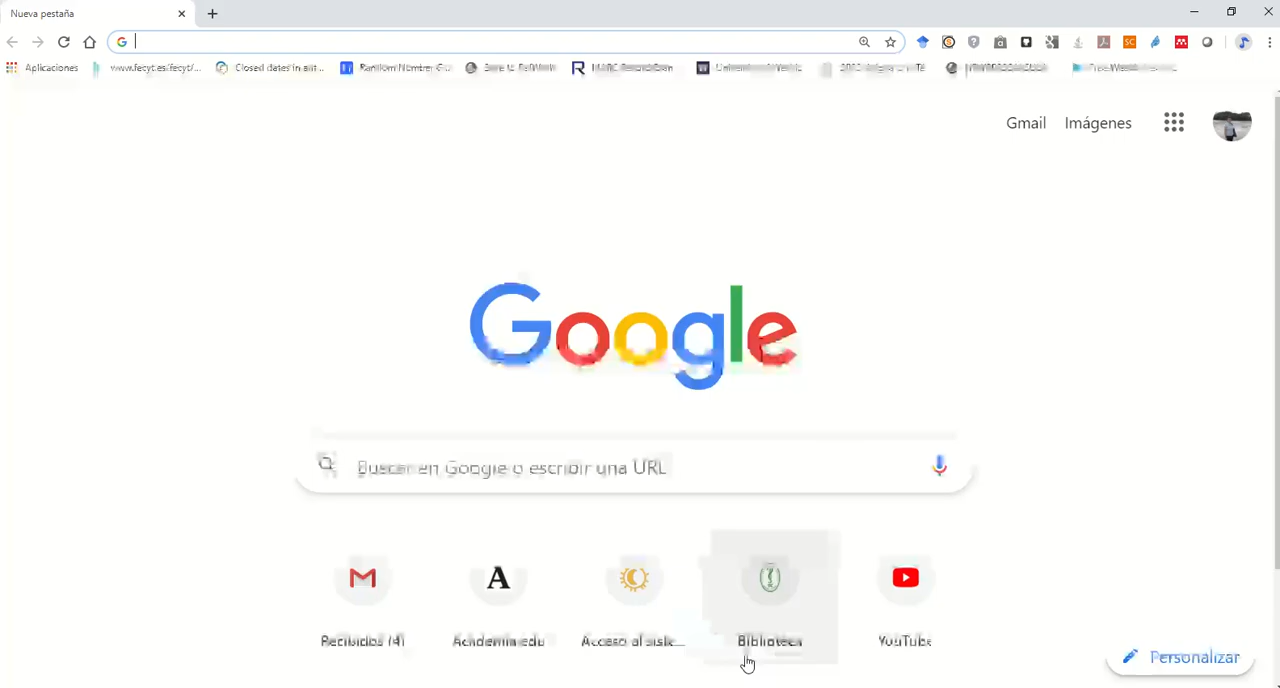 Nueva pestaña
Aplicaciones
www.fecyt.es/fecyt/...
Closed dates in anr...
Gmail Imágenes
Google
Buscar en Google o escribir una URL
Recibidos (4)
Academia.edu
Acceso al siste...
Biblioteca
YouTube
Personalizar